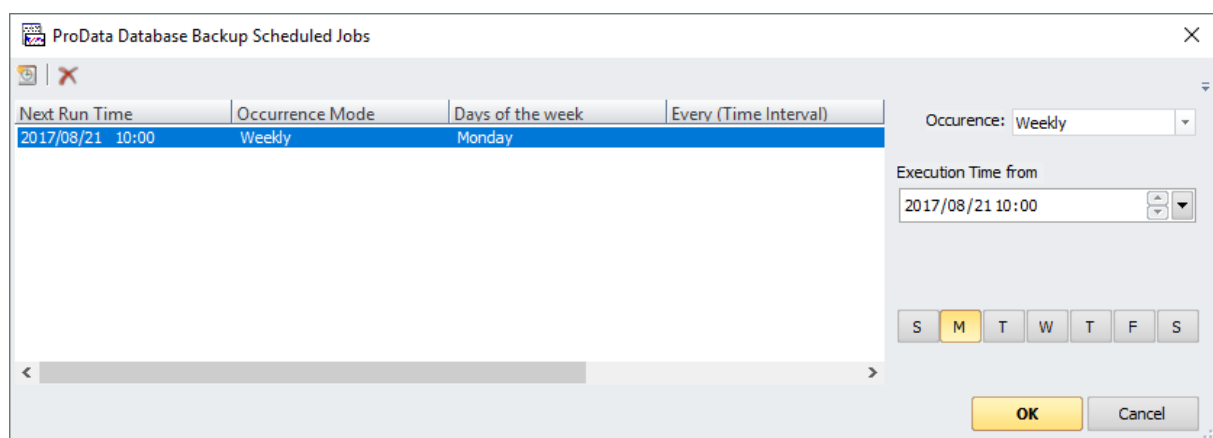 ProData Database Backup Scheduled Jobs
Next Run Time Occurrence Mode Days of the week Every (Time Interval)
2017/08/21 10:00 Weekly Monday
Occurence: Weekly
Execution Time from
2017/08/21 10:00
S M T W T F S
OK Cancel